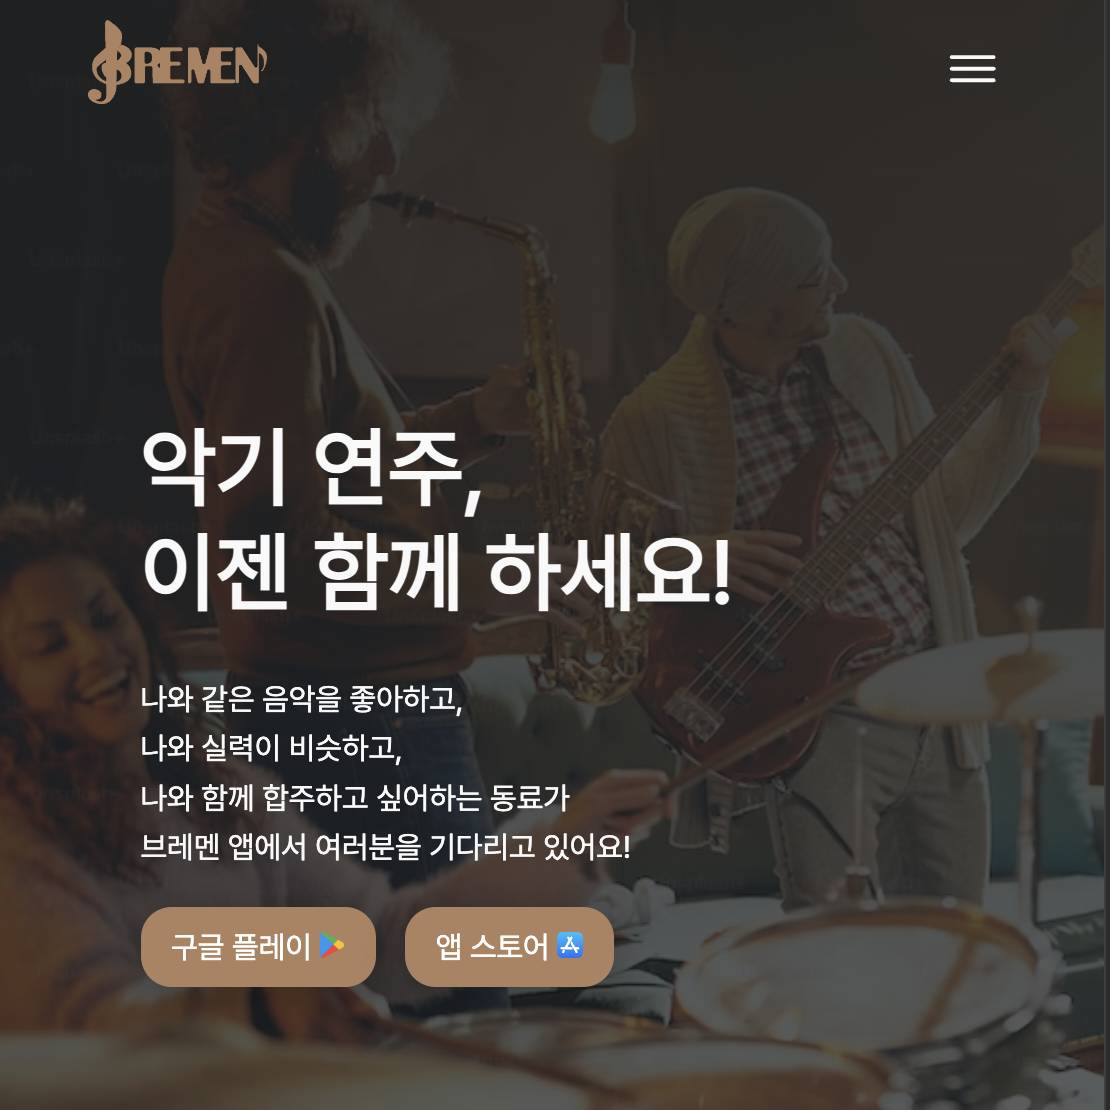 BREMEN
악기 연주,
이젠 함께 하세요!
나와 같은 음악을 좋아하고,
나와 실력이 비슷하고,
나와 함께 합주하고 싶어하는 동료가
브레멘 앱에서 여러분을 기다리고 있어요!
구글 플레이
앱 스토어